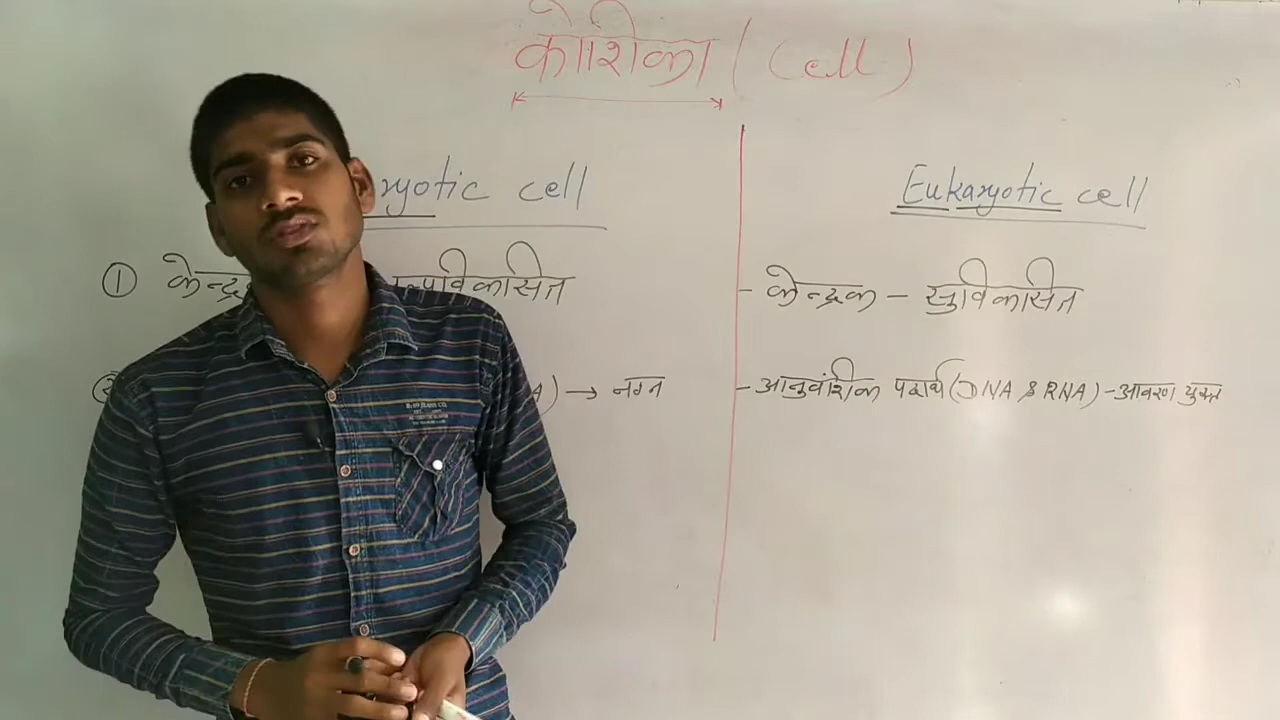 कोशिका (Cell)
ryotic cell
Eukaryotic cell
① केन्द्र ल्पविकासित
- केन्द्रक - सुविकासित
A) → नग्न
- आनुवंशिक पदार्थ (DNA & RNA) - आवरण युक्त